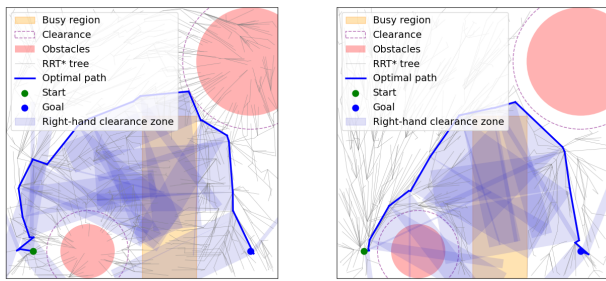 Busy region
Clearance
Obstacles
RRT* tree
Optimal path
Start
Goal
Right-hand clearance zone
Busy region
Clearance
Obstacles
RRT* tree
Optimal path
Start
Goal
Right-hand clearance zone